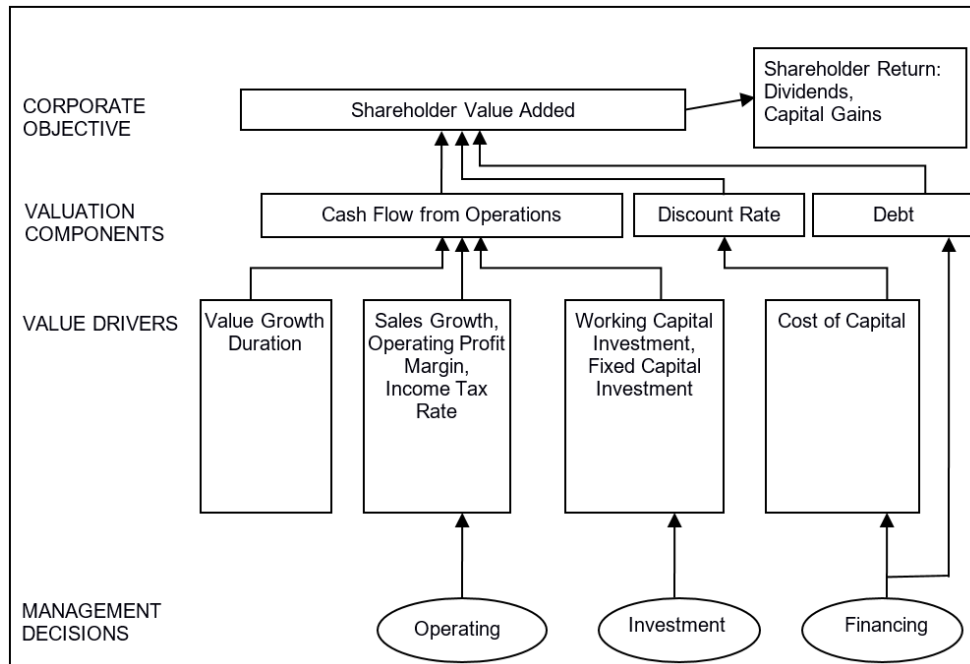 Shareholder Return:
Dividends,
Capital Gains
CORPORATE
OBJECTIVE
Shareholder Value Added
VALUATION
COMPONENTS
Cash Flow from Operations
Discount Rate
Debt
VALUE DRIVERS
Value Growth
Duration
Sales Growth,
Operating Profit
Margin,
Income Tax
Rate
Working Capital
Investment,
Fixed Capital
Investment
Cost of Capital
MANAGEMENT
DECISIONS
Operating
Investment
Financing